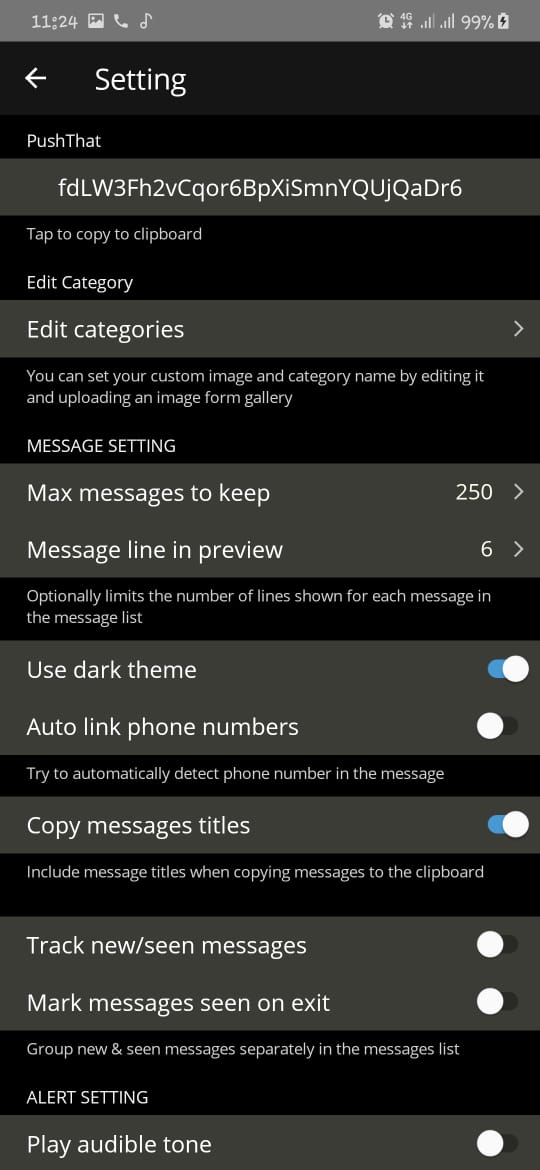 11:24
4G
99%
Setting
PushThat
fdLW3Fh2vCqor6BpXiSmnYQUjQaDr6
Tap to copy to clipboard
Edit Category
Edit categories
You can set your custom image and category name by editing it
and uploading an image form gallery
MESSAGE SETTING
Max messages to keep 250
Message line in preview 6
Optionally limits the number of lines shown for each message in
the message list
Use dark theme
Auto link phone numbers
Try to automatically detect phone number in the message
Copy messages titles
Include message titles when copying messages to the clipboard
Track new/seen messages
Mark messages seen on exit
Group new & seen messages separately in the messages list
ALERT SETTING
Play audible tone